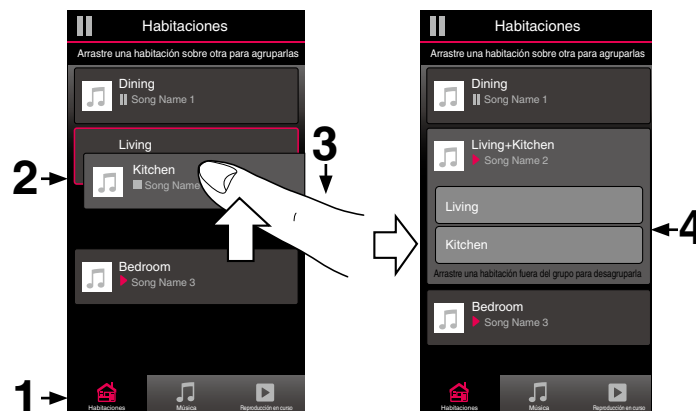 Habitaciones
Arrastre una habitación sobre otra para agruparlas
Dining
Song Name 1
Living
Kitchen
Song Name
Bedroom
Song Name 3
Habitaciones
Música
Reproducción en curso
1
2
3
Habitaciones
Arrastre una habitación sobre otra para agruparlas
Dining
Song Name 1
Living+Kitchen
Song Name 2
Living
Kitchen
Arrastre una habitación fuera del grupo para desagruparla
Bedroom
Song Name 3
Habitaciones
Música
Reproducción en curso
4